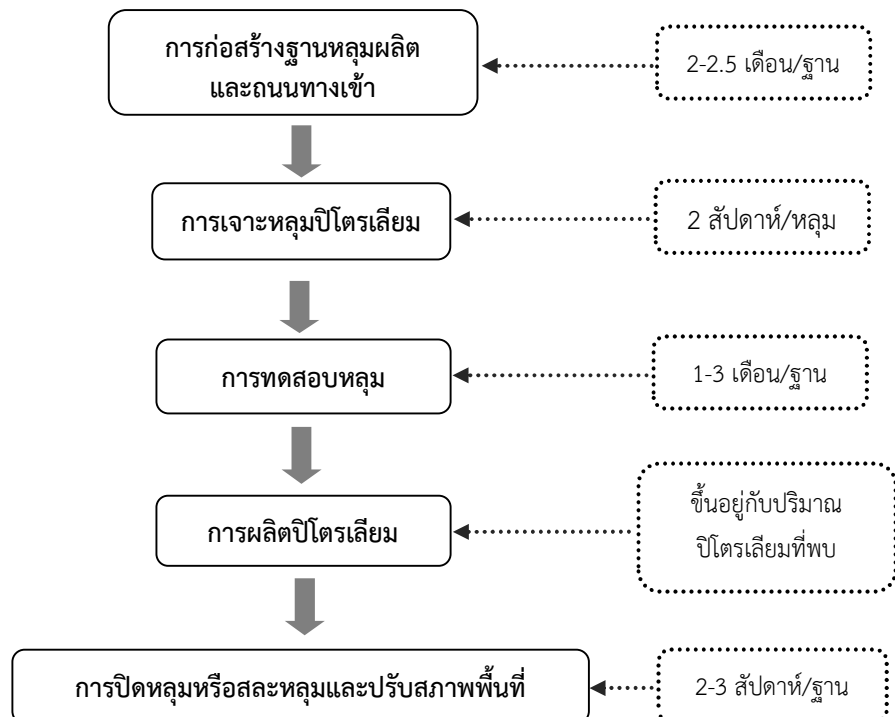 การก่อสร้างฐานหลุมผลิต
และถนนทางเข้า
2-2.5 เดือน/ฐาน
การเจาะหลุมปิโตรเลียม
2 สัปดาห์/หลุม
การทดสอบหลุม
1-3 เดือน/ฐาน
การผลิตปิโตรเลียม
ขึ้นอยู่กับปริมาณ
ปิโตรเลียมที่พบ
การปิดหลุมหรือสละหลุมและปรับสภาพพื้นที่
2-3 สัปดาห์/ฐาน